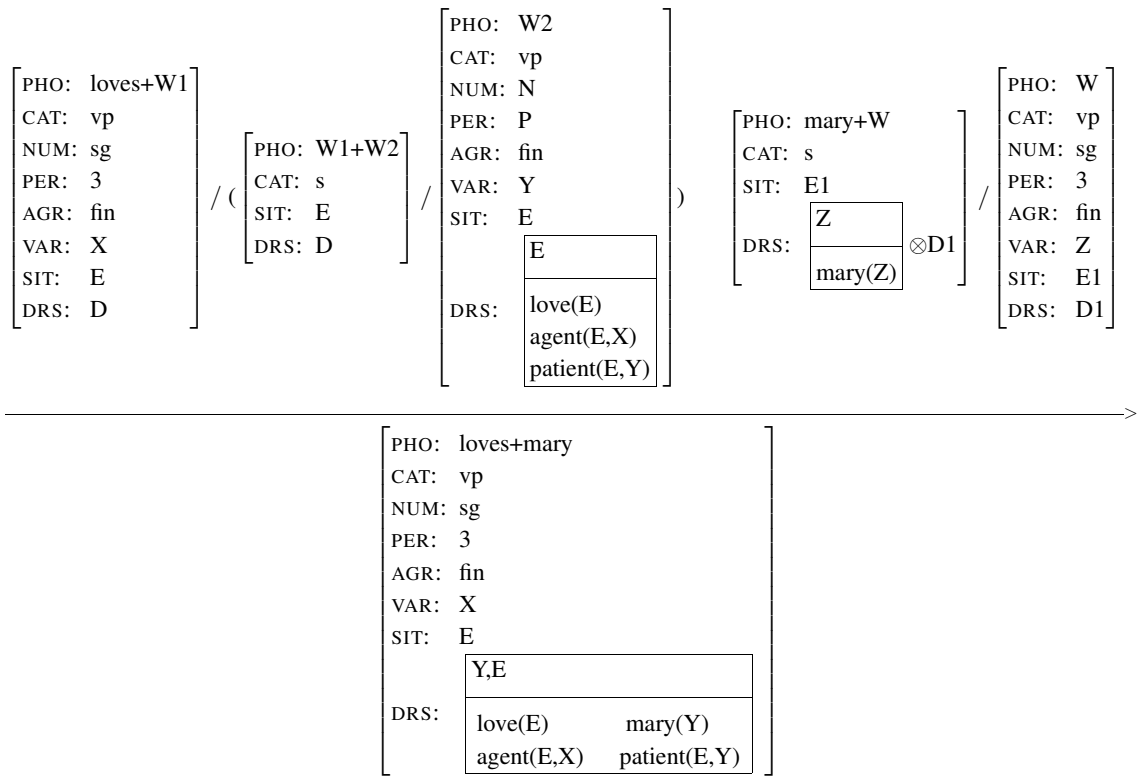 PHO: loves+W1
CAT: vp
NUM: sg
PER: 3
AGR: fin
VAR: X
SIT: E
DRS: D
/ (
PHO: W1+W2
CAT: s
SIT: E
DRS: D
/
PHO: W2
CAT: vp
NUM: N
PER: P
AGR: fin
VAR: Y
SIT: E
DRS:
E
love(E)
agent(E,X)
patient(E,Y)
)
PHO: mary+W
CAT: s
SIT: E1
DRS:
Z
mary(Z)
⊗D1
/
PHO: W
CAT: vp
NUM: sg
PER: 3
AGR: fin
VAR: Z
SIT: E1
DRS: D1
>
PHO: loves+mary
CAT: vp
NUM: sg
PER: 3
AGR: fin
VAR: X
SIT: E
DRS:
Y,E
love(E) mary(Y)
agent(E,X) patient(E,Y)